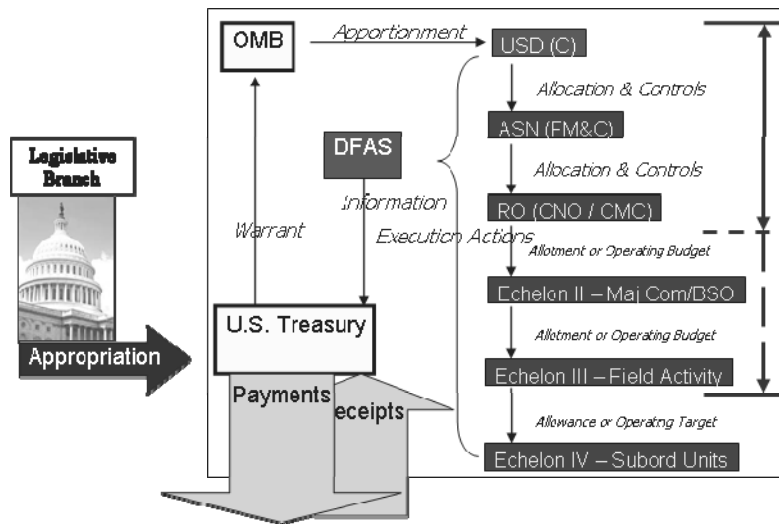 OMB
Apportionment
USD (C)
Allocation & Controls
ASN (FM&C)
DFAS
Legislative
Branch
Allocation & Controls
Information
RO (CNO / CMC)
Warrant
Execution Actions
Allotment or Operating Budget
Echelon II – Maj Com/BSO
U.S. Treasury
Allotment or Operating Budget
Appropriation
Echelon III – Field Activity
Payments
eceipts
Allowance or Operating Target
Echelon IV – Subord Units